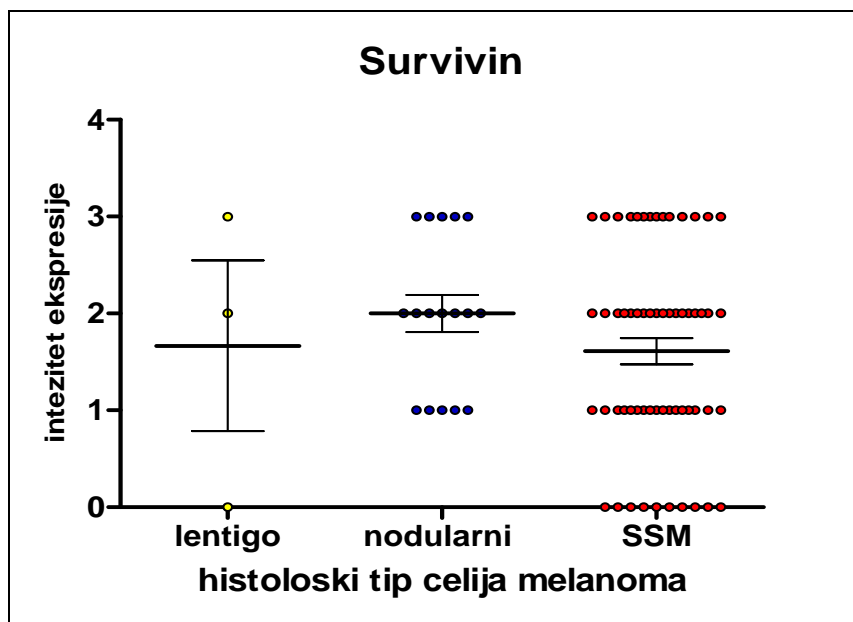 Survivin
intezitet ekspresije
4
3
2
1
0
lentigo nodularni SSM
histoloski tip celija melanoma